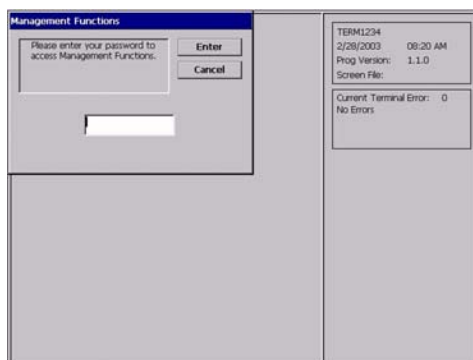 Management Functions
Please enter your password to
access Management Functions.
Enter
Cancel
TERM1234
2/28/2003 08:20 AM
Prog Version: 1.1.0
Screen File:
Current Terminal Error: 0
No Errors